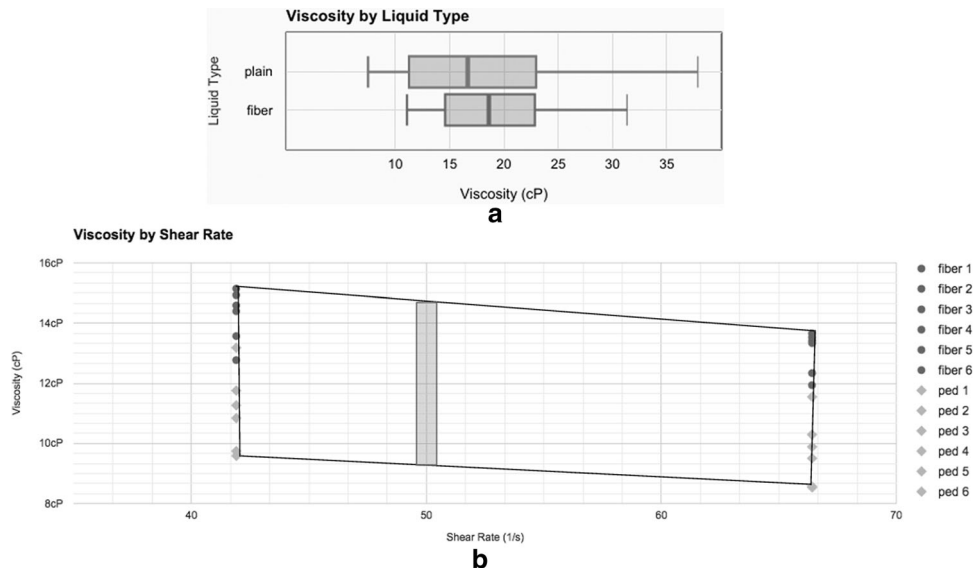 Viscosity by Liquid Type
Liquid Type
plain
fiber
10 15 20 25 30 35
Viscosity (cP)
a
Viscosity by Shear Rate
Viscosity (cP)
16cP
14cP
12cP
10cP
8cP
40 50 60 70
Shear Rate (1/s)
fiber 1
fiber 2
fiber 3
fiber 4
fiber 5
fiber 6
ped 1
ped 2
ped 3
ped 4
ped 5
ped 6
b